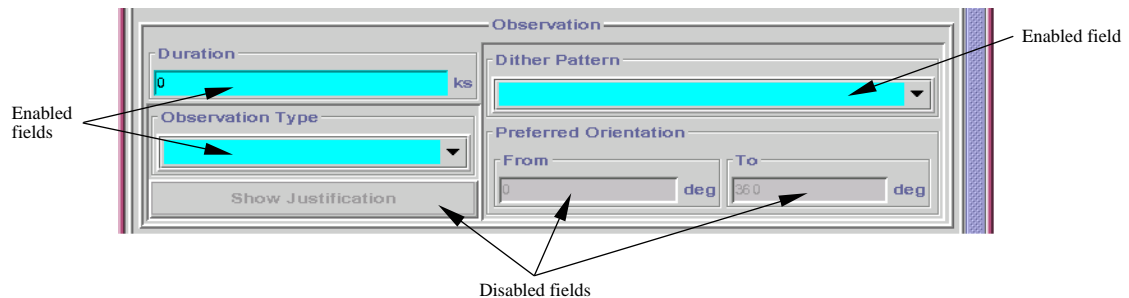 Observation
Duration
0 ks
Observation Type
Show Justification
Dither Pattern
Preferred Orientation
From To
0 deg 360 deg
Enabled field
Enabled
fields
Disabled fields